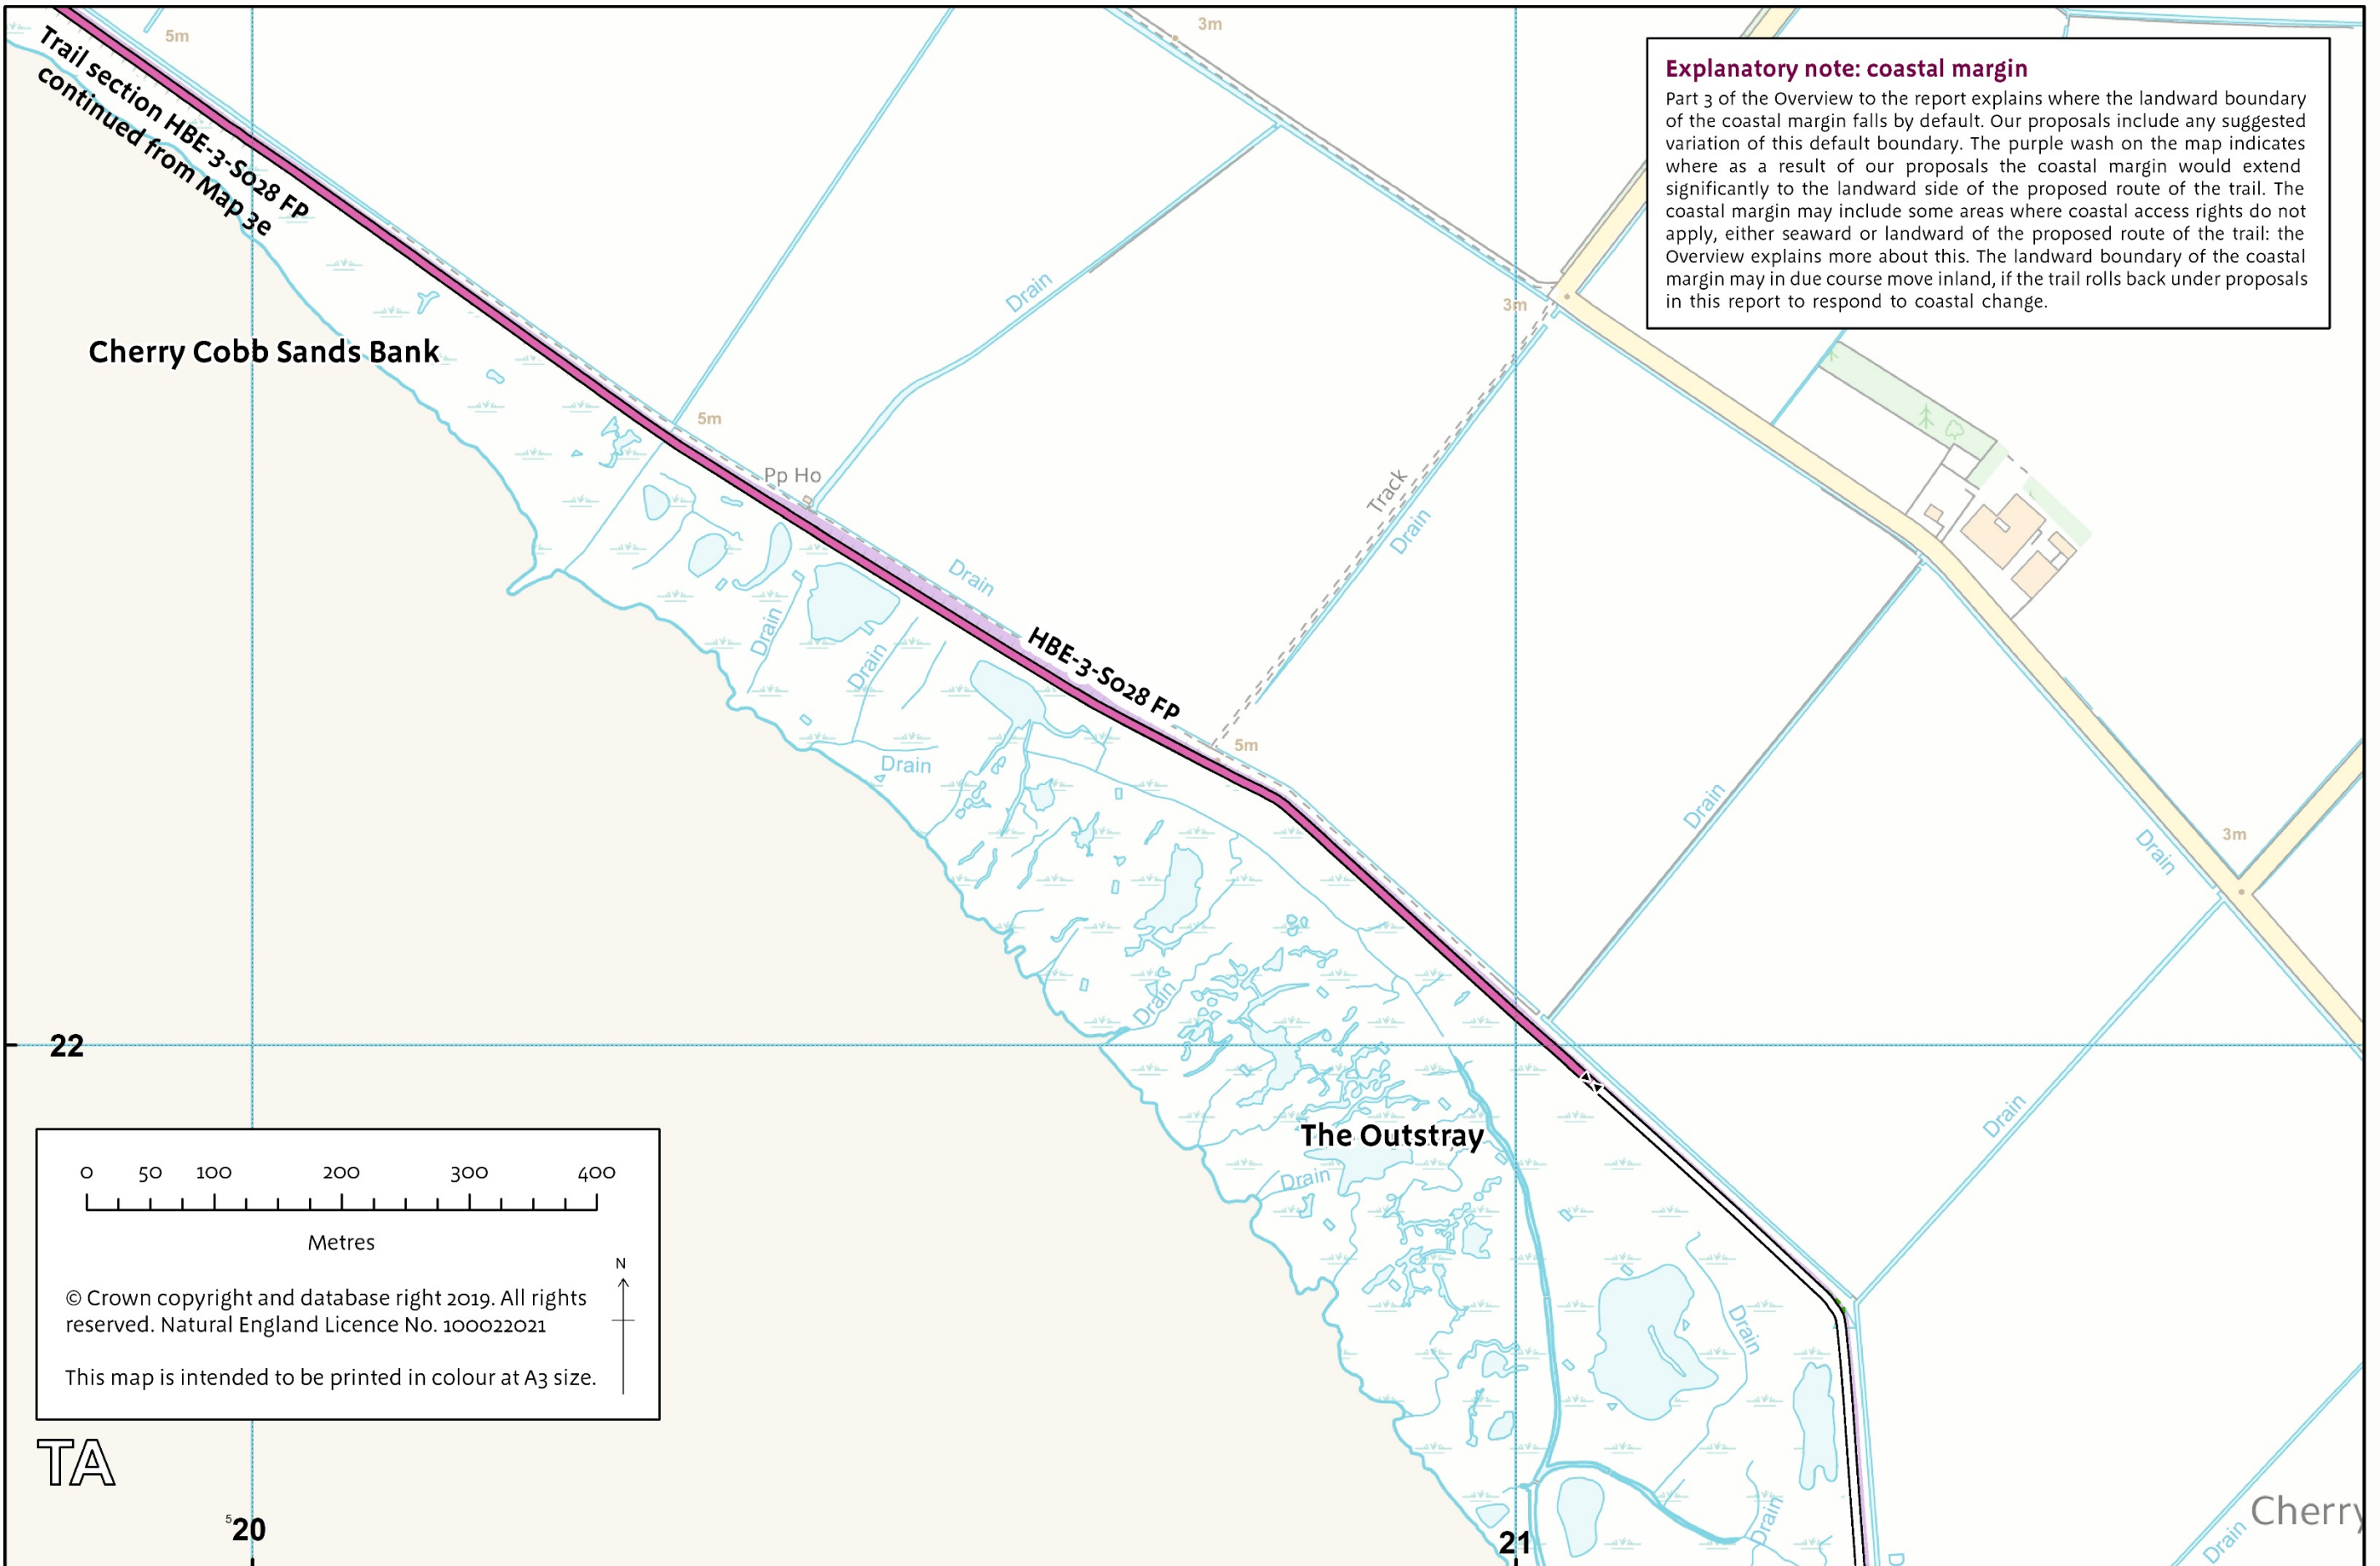 5m
3m
Trail section HBE-3-S028 FP
continued from Map 3e
Explanatory note: coastal margin
Part 3 of the Overview to the report explains where the landward boundary
of the coastal margin falls by default. Our proposals include any suggested
variation of this default boundary. The purple wash on the map indicates
where as a result of our proposals the coastal margin would extend
significantly to the landward side of the proposed route of the trail. The
coastal margin may include some areas where coastal access rights do not
apply, either seaward or landward of the proposed route of the trail: the
Overview explains more about this. The landward boundary of the coastal
margin may in due course move inland, if the trail rolls back under proposals
in this report to respond to coastal change.
Drain
3m
Cherry Cobb Sands Bank
5m
Pp Ho
Track
Drain
Drain
Drain
Drain
HBE-3-S028 FP
5m
Drain
Drain
Drain
3m
Drain
22
The Outstray
Drain
Drain
0 50 100 200 300 400
Metres
N
© Crown copyright and database right 2019. All rights
reserved. Natural England Licence No. 100022021
This map is intended to be printed in colour at A3 size.
Drain
TA
Drain
Drain
Cherry
D
520
21